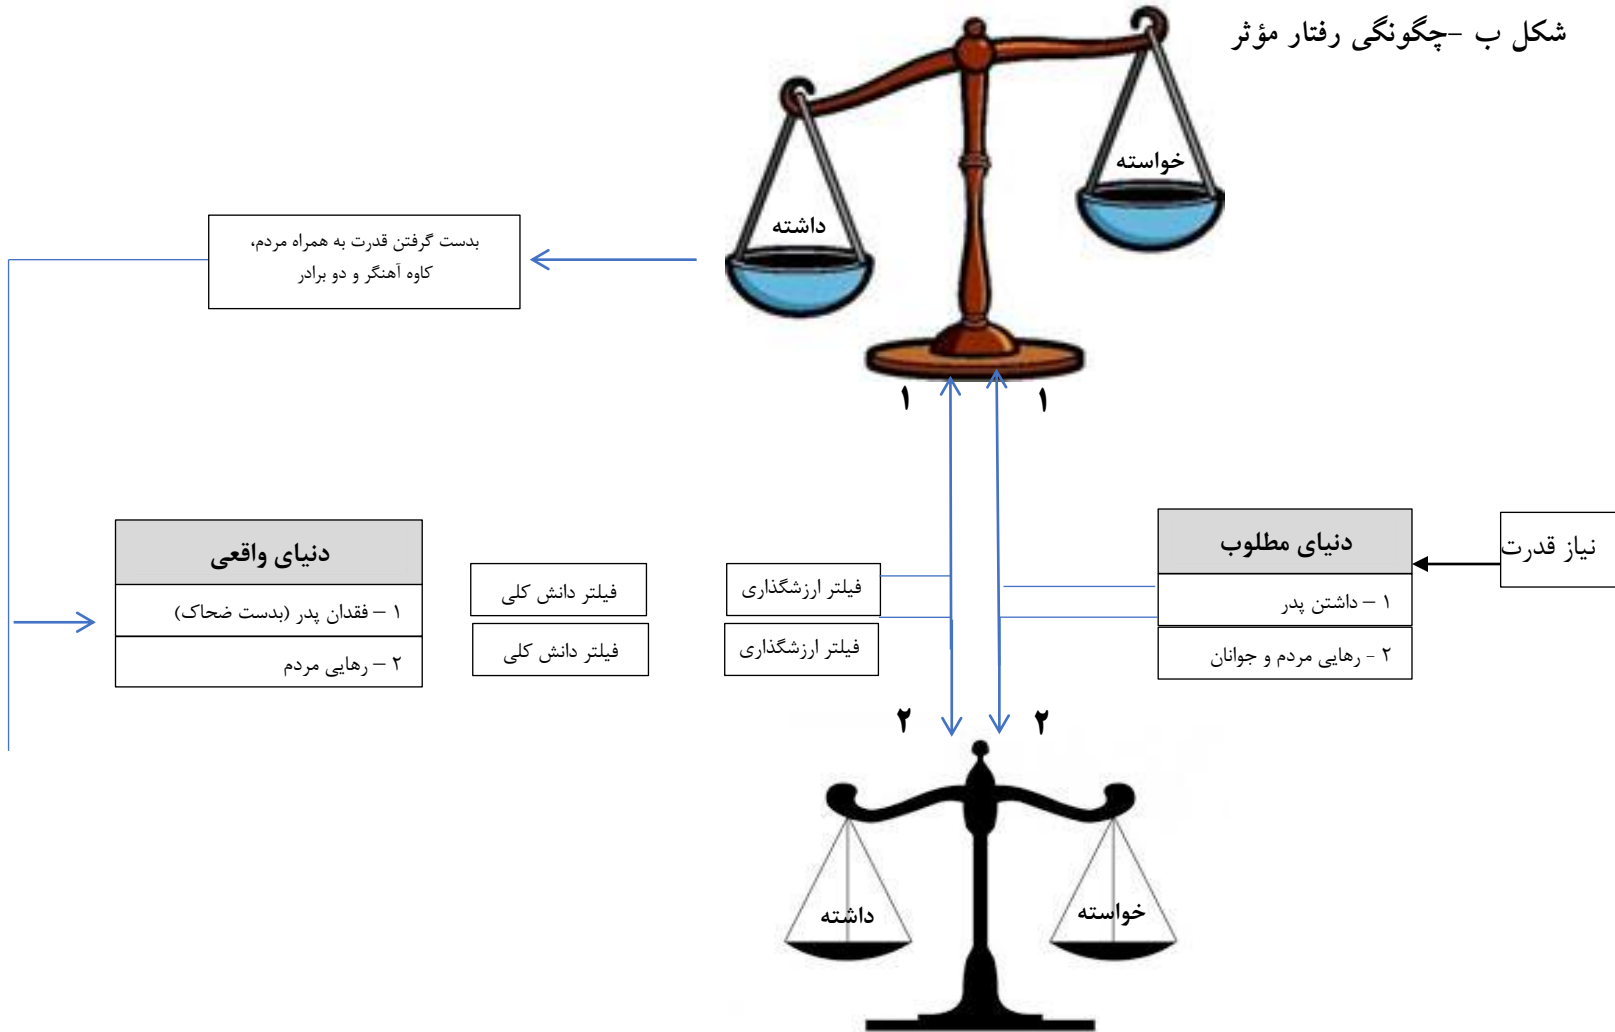 شکل ب -چگونگی رفتار مؤثر
خواسته
داشته
بدست گرفتن قدرت به همراه مردم،
کاوه آهنگر و دو برادر
۱
۱
نیاز قدرت
دنیای مطلوب
۱ – داشتن پدر
۲ - رهایی مردم و جوانان
فیلتر ارزشگذاری
فیلتر ارزشگذاری
فیلتر دانش کلی
فیلتر دانش کلی
دنیای واقعی
۱ – فقدان پدر (بدست ضحاک)
۲ – رهایی مردم
۲
۲
خواسته
داشته